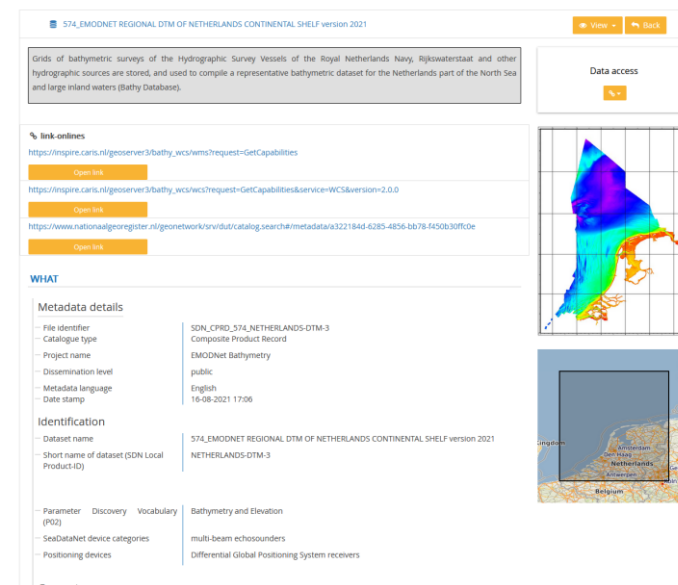 574_EMODNET REGIONAL DTM OF NETHERLANDS CONTINENTAL SHELF version 2021
View
Back
Grids of bathymetric surveys of the Hydrographic Survey Vessels of the Royal Netherlands Navy, Rijkswaterstaat and other
hydrographic sources are stored, and used to compile a representative bathymetric dataset for the Netherlands part of the North Sea
and large inland waters (Bathy Database).
Data access
link-onlines
https://inspire.caris.nl/geoserver3/bathy_wcs/wms?request=GetCapabilities
Open link
https://inspire.caris.nl/geoserver3/bathy_wcs/wcs?request=GetCapabilities&service=WCS&version=2.0.0
Open link
https://www.nationaalgeoregister.nl/geonetwork/srv/dut/catalog.search#/metadata/a322184d-6285-4856-bb78-f450b30ffc0e
Open link
WHAT
Metadata details
File identifier SDN_CPRD_574_NETHERLANDS-DTM-3
Catalogue type Composite Product Record
Project name EMODNet Bathymetry
Dissemination level public
Metadata language English
Date stamp 16-08-2021 17:06
Identification
Dataset name 574_EMODNET REGIONAL DTM OF NETHERLANDS CONTINENTAL SHELF version 2021
Short name of dataset (SDN Local NETHERLANDS-DTM-3
Product-ID)
Parameter Discovery Vocabulary Bathymetry and Elevation
(P02)
SeaDataNet device categories multi-beam echosounders
Positioning devices Differential Global Positioning System receivers
Amsterdam
Den Haag
Netherlands
Antwerpen
Belgium